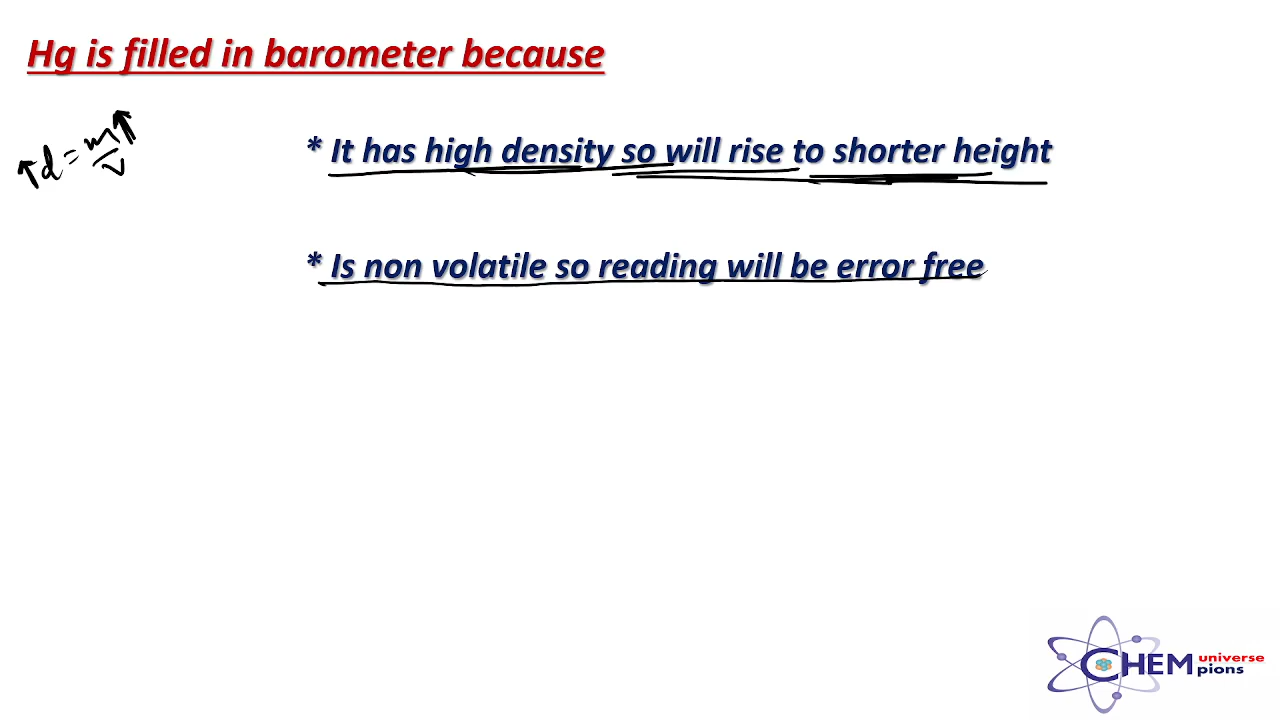 Hg is filled in barometer because
↑d = m↑/V
* It has high density so will rise to shorter height
* Is non volatile so reading will be error free
CHEM universe
pions